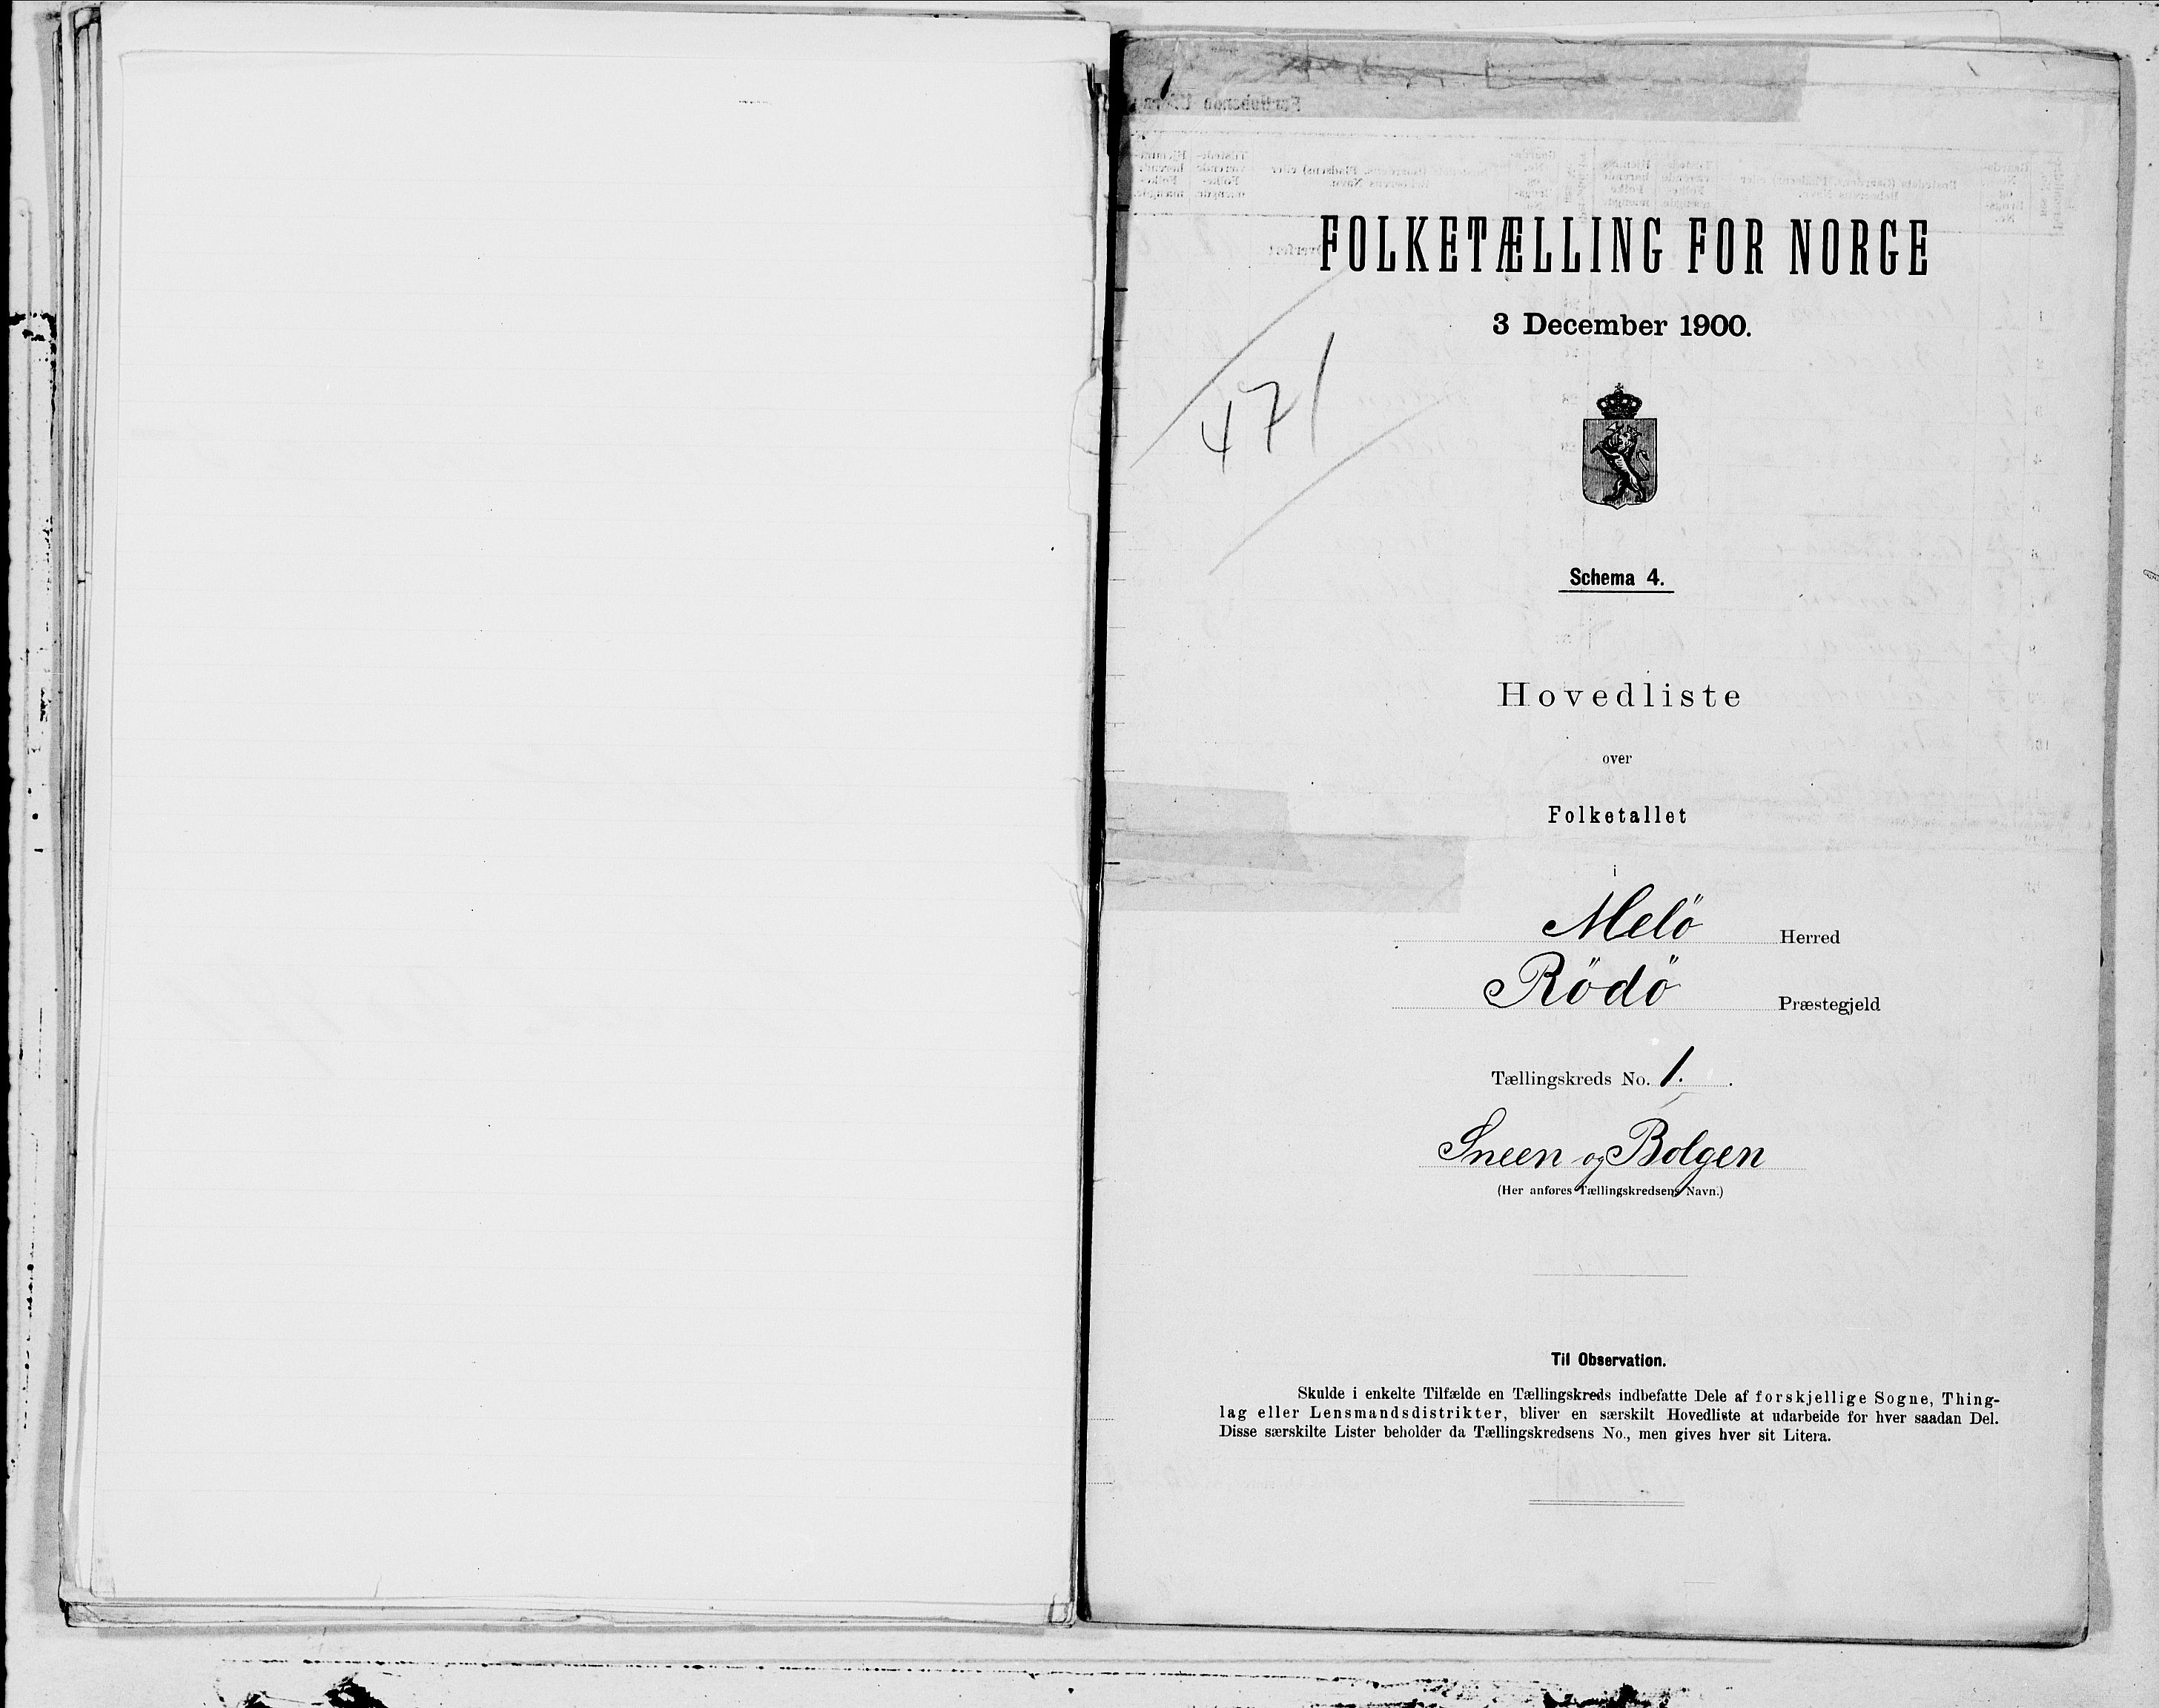 FOLKETÆLLING FOR NORGE
3 December 1900.
471
Schema 4.
Hovedliste
over
Folketallet
i
Melö Herred
Rödö Præstegjeld
Tællingskreds No. 1.
Sneen og Bolgen
(Her anføres Tællingskredsens Navn.)
Til Observation.
Skulde i enkelte Tilfælde en Tællingskreds indbefatte Dele af forskjellige Sogne, Thing-
lag eller Lensmandsdistrikter, bliver en særskilt Hovedliste at udarbeide for hver saadan Del.
Disse særskilte Lister beholder da Tællingskredsens No., men gives hver sit Litera.